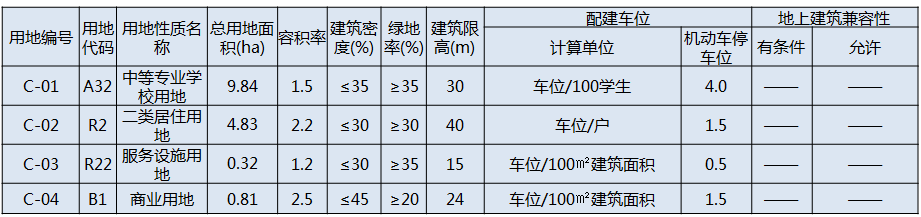 用地编号 用地代码 用地性质名称 总用地面积(ha) 容积率 建筑密度(%) 绿地率(%) 建筑限高(m) 配建车位 地上建筑兼容性
计算单位 机动车停车位 有条件 允许
C-01 A32 中等专业学校用地 9.84 1.5 ≤35 ≥35 30 车位/100学生 4.0 —— ——
C-02 R2 二类居住用地 4.83 2.2 ≤30 ≥30 40 车位/户 1.5 —— ——
C-03 R22 服务设施用地 0.32 1.2 ≤30 ≥35 15 车位/100㎡建筑面积 0.5 —— ——
C-04 B1 商业用地 0.81 2.5 ≤45 ≥20 24 车位/100㎡建筑面积 1.5 —— ——